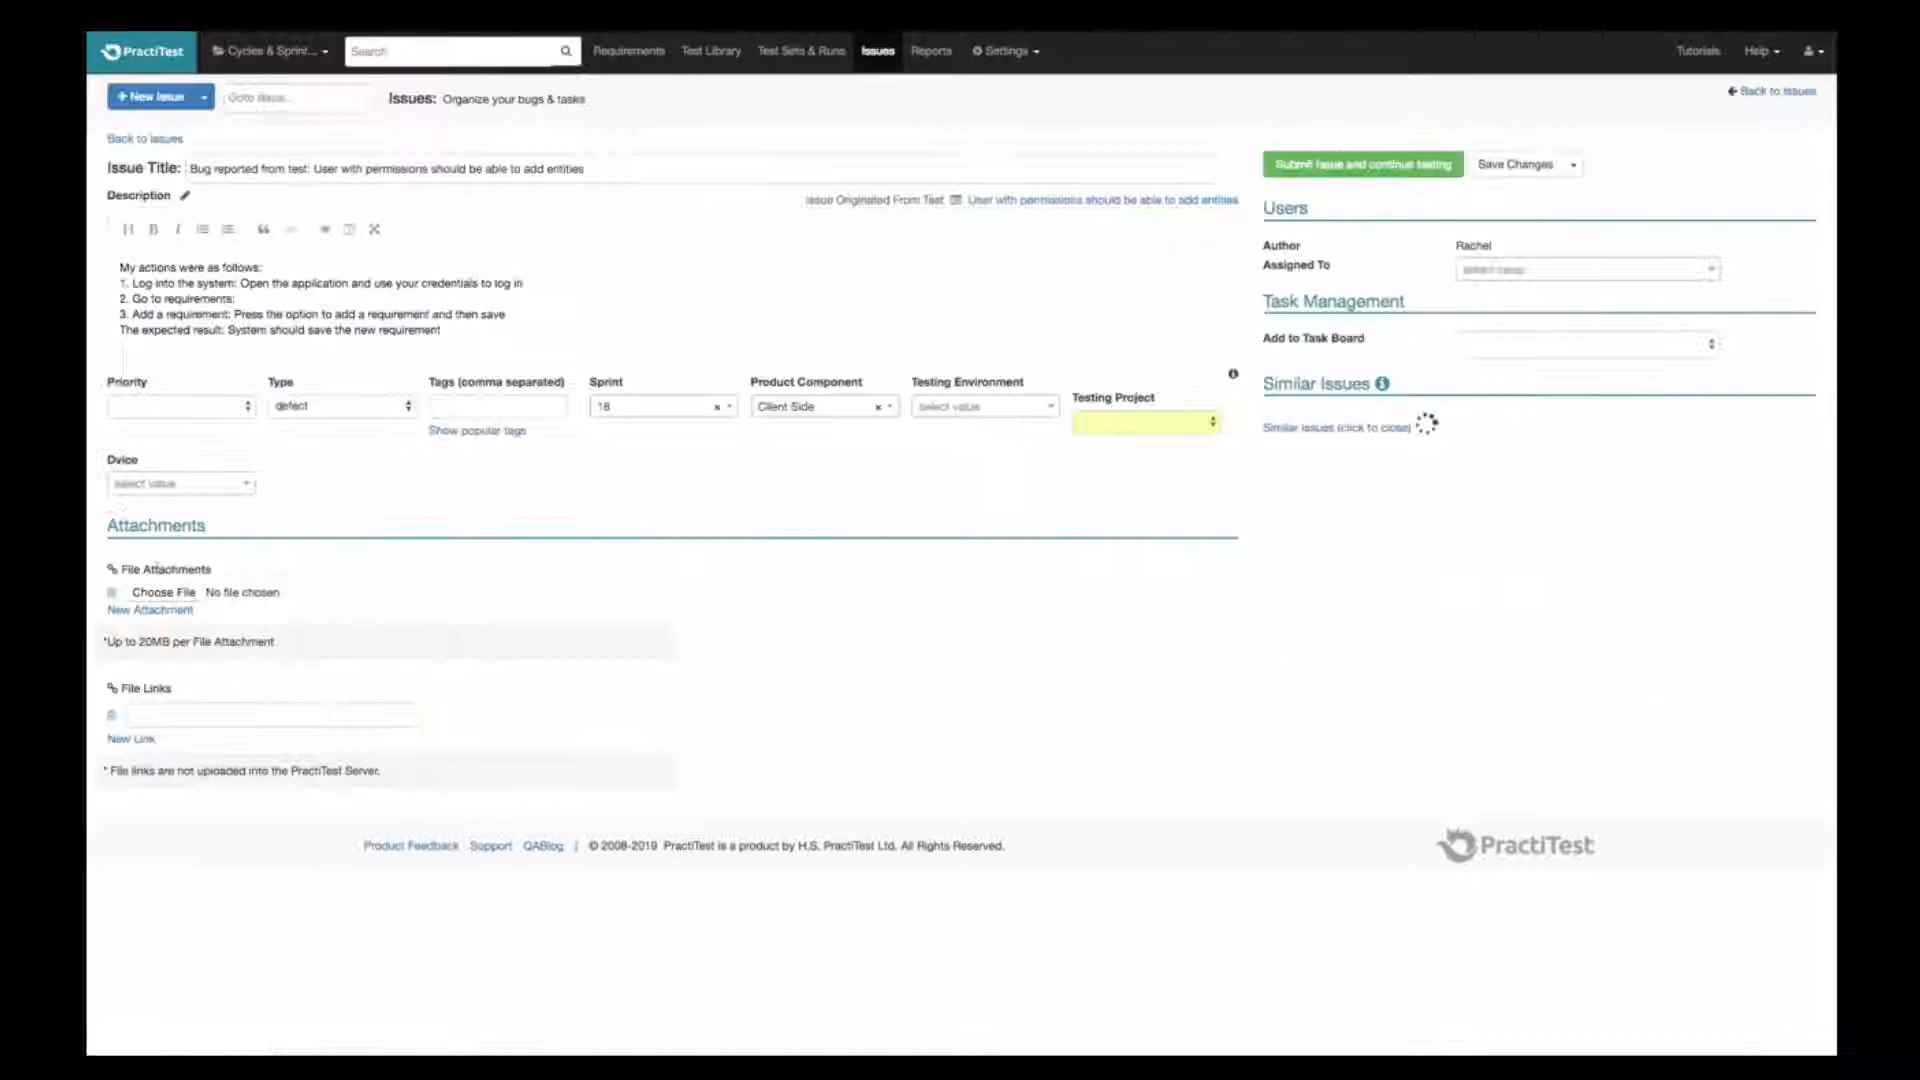 PractiTest
Cycles & Sprint...
Search
Requirements
Test Library
Test Sets & Runs
Issues
Reports
Settings
Tutorials
Help
+ New Issue
Goto issue...
Issues: Organize your bugs & tasks
Back to Issues
Back to Issues
Issue Title: Bug reported from test: User with permissions should be able to add entities
Submit Issue and continue testing
Save Changes
Description
Issue Originated From Test User with permissions should be able to add entities
H B I
My actions were as follows:
1. Log into the system: Open the application and use your credentials to log in
2. Go to requirements:
3. Add a requirement: Press the option to add a requirement and then save
The expected result: System should save the new requirement
Users
Author Rachel
Assigned To
Task Management
Add to Task Board
Similar Issues
Similar Issues (click to close)
Priority
Type
Tags (comma separated)
Sprint
Product Component
Testing Environment
Testing Project
defect
18
Client Side
select value
Show popular tags
Dvice
select value
Attachments
File Attachments
Choose File No file chosen
New Attachment
*Up to 20MB per File Attachment
File Links
New Link
* File links are not uploaded into the PractiTest Server.
Product Feedback Support QABlog | © 2008-2019 PractiTest is a product by H.S. PractiTest Ltd. All Rights Reserved.
PractiTest